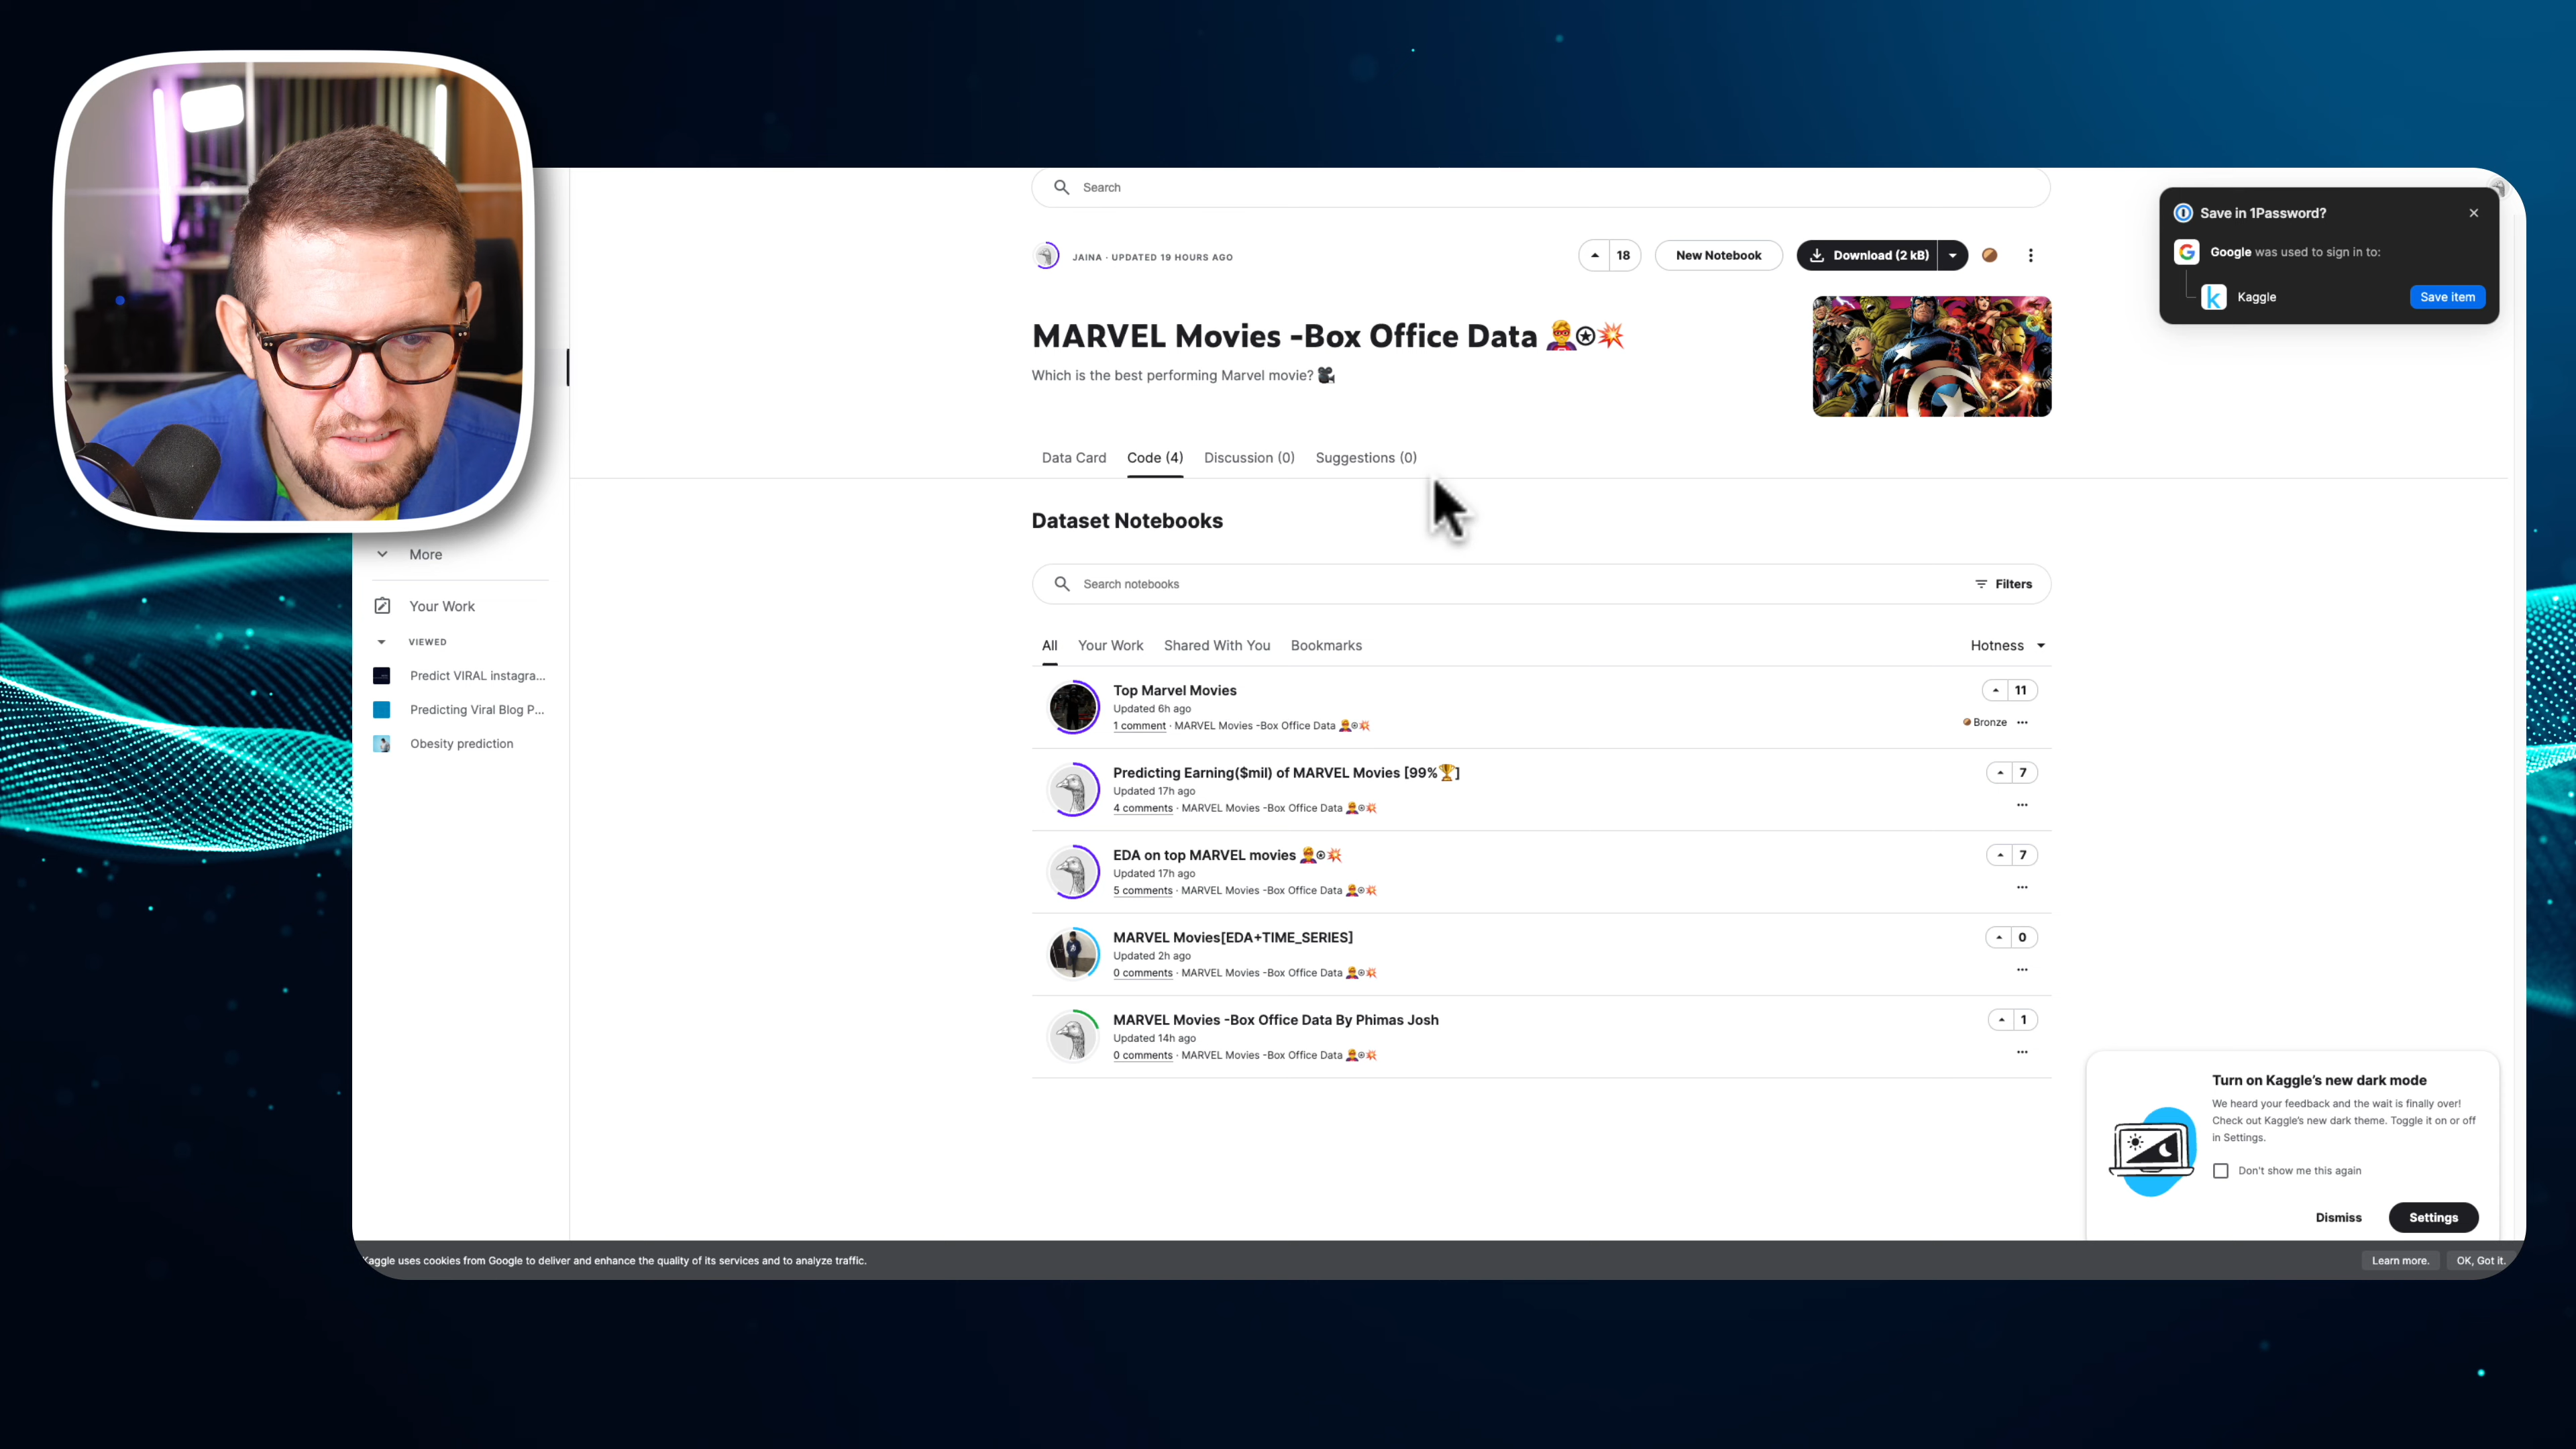 Search
JAINA · UPDATED 19 HOURS AGO
18
New Notebook
Download (2 kB)
MARVEL Movies -Box Office Data
Which is the best performing Marvel movie?
Data Card
Code (4)
Discussion (0)
Suggestions (0)
Dataset Notebooks
Search notebooks
Filters
All
Your Work
Shared With You
Bookmarks
Hotness
Top Marvel Movies
Updated 6h ago
1 comment · MARVEL Movies -Box Office Data
11
Bronze
Predicting Earning($mil) of MARVEL Movies [99%🏆]
Updated 17h ago
4 comments · MARVEL Movies -Box Office Data
7
EDA on top MARVEL movies
Updated 17h ago
5 comments · MARVEL Movies -Box Office Data
7
MARVEL Movies[EDA+TIME_SERIES]
Updated 2h ago
0 comments · MARVEL Movies -Box Office Data
0
MARVEL Movies -Box Office Data By Phimas Josh
Updated 14h ago
0 comments · MARVEL Movies -Box Office Data
1
More
Your Work
VIEWED
Predict VIRAL instagra...
Predicting Viral Blog P...
Obesity prediction
Save in 1Password?
Google was used to sign in to:
Kaggle
Save item
Turn on Kaggle's new dark mode
We heard your feedback and the wait is finally over!
Check out Kaggle's new dark theme. Toggle it on or off
in Settings.
Don't show me this again
Dismiss
Settings
Kaggle uses cookies from Google to deliver and enhance the quality of its services and to analyze traffic.
Learn more.
OK, Got it.